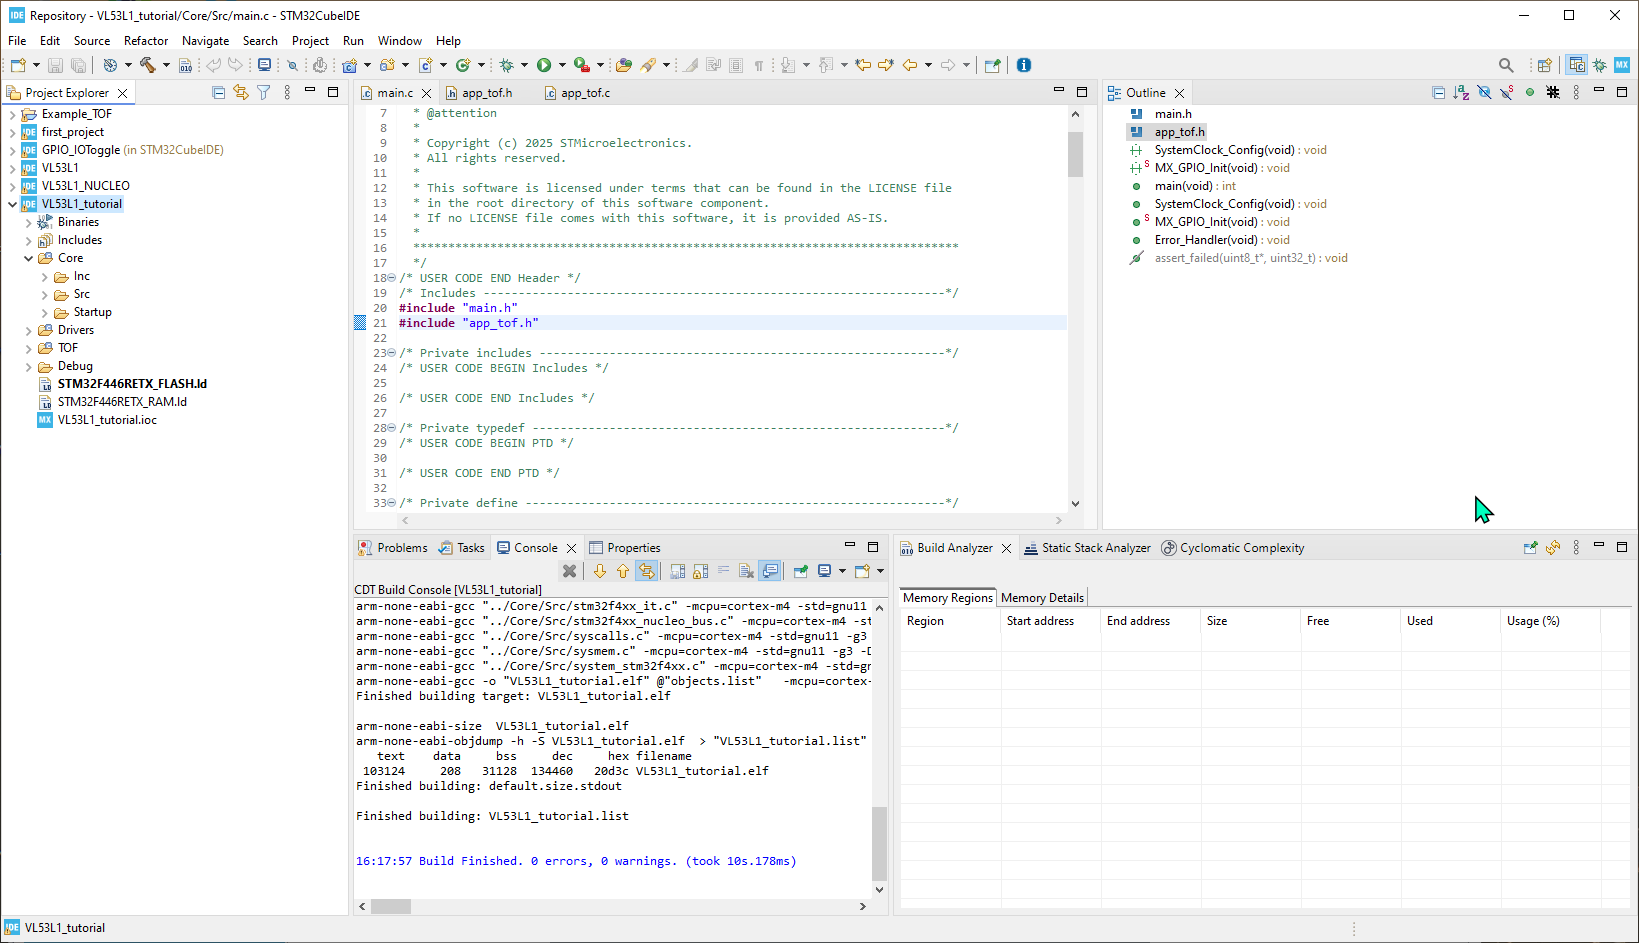 Repository - VL53L1_tutorial/Core/Src/main.c - STM32CubeIDE
File Edit Source Refactor Navigate Search Project Run Window Help
Project Explorer
Example_TOF
first_project
GPIO_IOToggle (in STM32CubeIDE)
VL53L1
VL53L1_NUCLEO
VL53L1_tutorial
Binaries
Includes
Core
Inc
Src
Startup
Drivers
TOF
Debug
STM32F446RETX_FLASH.ld
STM32F446RETX_RAM.ld
VL53L1_tutorial.ioc
main.c app_tof.h app_tof.c
7 * @attention
8 *
9 * Copyright (c) 2025 STMicroelectronics.
10 * All rights reserved.
11 *
12 * This software is licensed under terms that can be found in the LICENSE file
13 * in the root directory of this software component.
14 * If no LICENSE file comes with this software, it is provided AS-IS.
15 *
16 ******************************************************************************
17 */
18 /* USER CODE END Header */
19 /* Includes ------------------------------------------------------------------*/
20 #include "main.h"
21 #include "app_tof.h"
22
23 /* Private includes ----------------------------------------------------------*/
24 /* USER CODE BEGIN Includes */
25
26 /* USER CODE END Includes */
27
28 /* Private typedef -----------------------------------------------------------*/
29 /* USER CODE BEGIN PTD */
30
31 /* USER CODE END PTD */
32
33 /* Private define ------------------------------------------------------------*/
Outline
main.h
app_tof.h
SystemClock_Config(void) : void
MX_GPIO_Init(void) : void
main(void) : int
SystemClock_Config(void) : void
MX_GPIO_Init(void) : void
Error_Handler(void) : void
assert_failed(uint8_t*, uint32_t) : void
Problems Tasks Console Properties
CDT Build Console [VL53L1_tutorial]
arm-none-eabi-gcc "../Core/Src/stm32f4xx_it.c" -mcpu=cortex-m4 -std=gnu11
arm-none-eabi-gcc "../Core/Src/stm32f4xx_nucleo_bus.c" -mcpu=cortex-m4 -st
arm-none-eabi-gcc "../Core/Src/syscalls.c" -mcpu=cortex-m4 -std=gnu11 -g3
arm-none-eabi-gcc "../Core/Src/sysmem.c" -mcpu=cortex-m4 -std=gnu11 -g3 -D
arm-none-eabi-gcc "../Core/Src/system_stm32f4xx.c" -mcpu=cortex-m4 -std=gn
arm-none-eabi-gcc -o "VL53L1_tutorial.elf" @"objects.list" -mcpu=cortex-
Finished building target: VL53L1_tutorial.elf
arm-none-eabi-size VL53L1_tutorial.elf
arm-none-eabi-objdump -h -S VL53L1_tutorial.elf > "VL53L1_tutorial.list"
text data bss dec hex filename
103124 208 31128 134460 20d3c VL53L1_tutorial.elf
Finished building: default.size.stdout
Finished building: VL53L1_tutorial.list
16:17:57 Build Finished. 0 errors, 0 warnings. (took 10s.178ms)
Build Analyzer Static Stack Analyzer Cyclomatic Complexity
Memory Regions Memory Details
Region Start address End address Size Free Used Usage (%)
VL53L1_tutorial